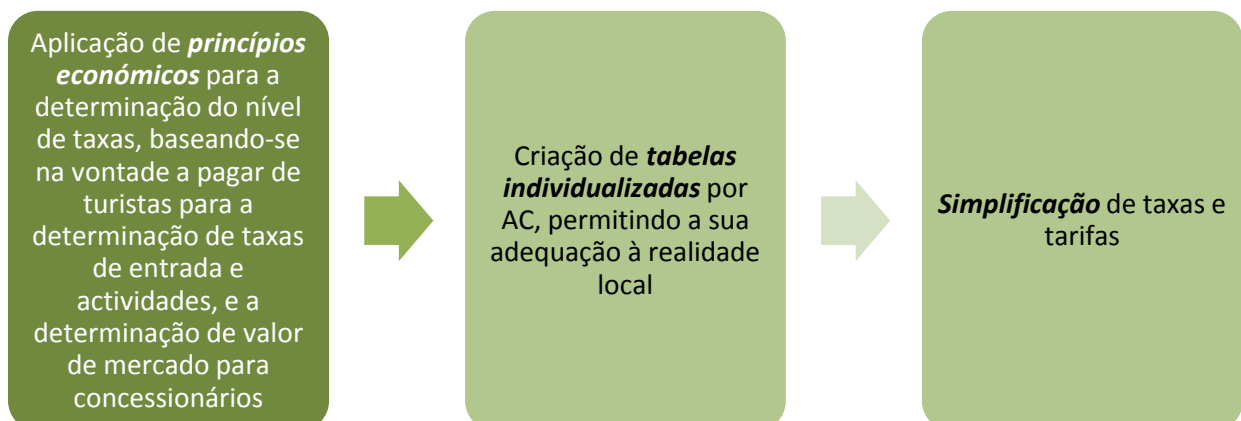 Aplicação de princípios
económicos para a
determinação do nível
de taxas, baseando-se
na vontade a pagar de
turistas para a
determinação de taxas
de entrada e
actividades, e a
determinação de valor
de mercado para
concessionários
Criação de tabelas
individualizadas por
AC, permitindo a sua
adequação à realidade
local
Simplificação de taxas e
tarifas